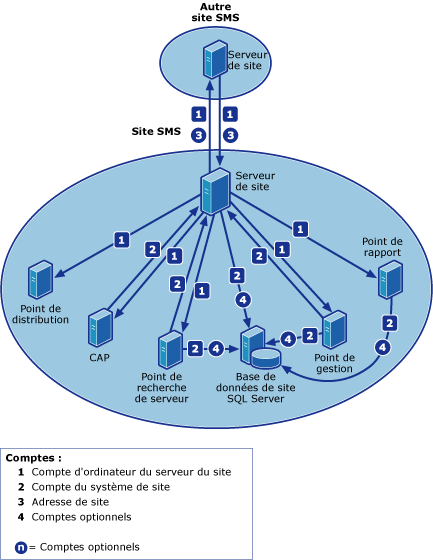 Autre
site SMS
Serveur
de site
1
1
3
3
Site SMS
Serveur
de site
1
2
1
2
1
2
4
2
1
1
Point de
rapport
Point de
distribution
CAP
2
4
Point de
recherche
de serveur
2
4
Base de
données de site
SQL Server
4
2
Point de
gestion
Comptes :
1 Compte d'ordinateur du serveur du site
2 Compte du système de site
3 Adresse de site
4 Comptes optionnels
n = Comptes optionnels